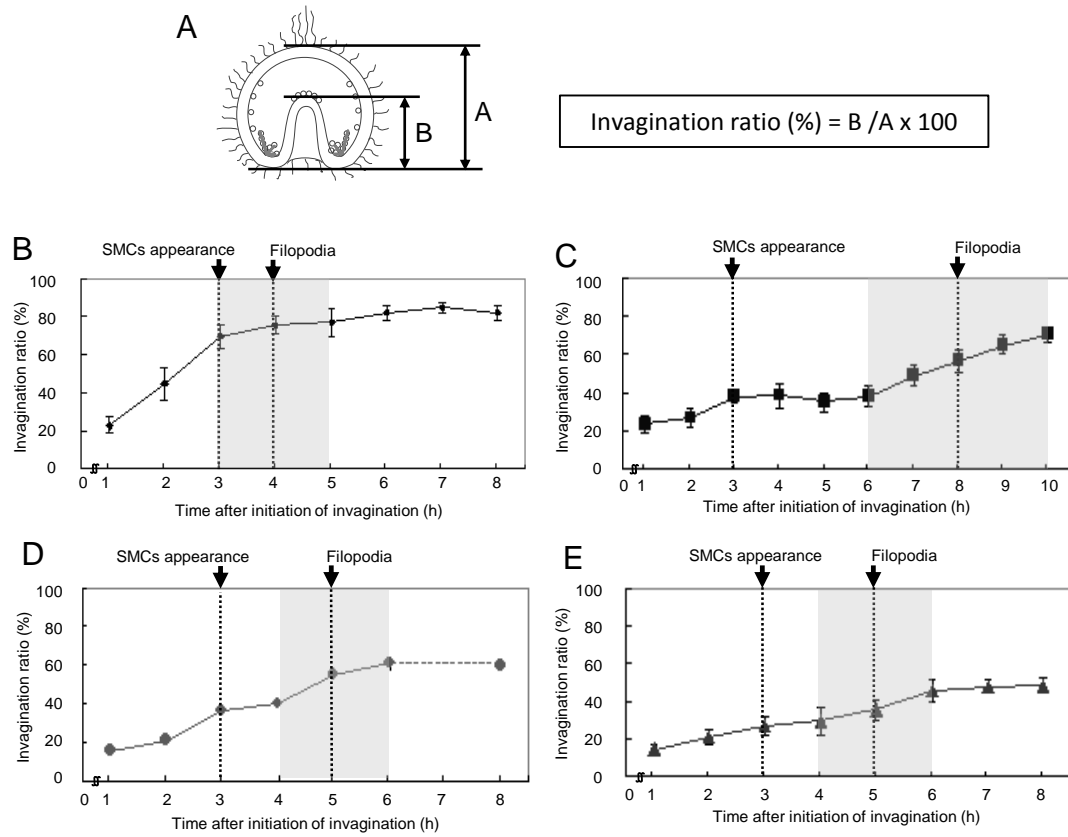 A
A
B
Invagination ratio (%) = B /A x 100
B
SMCs appearance
Filopodia
100
80
60
40
20
0
Invagination ratio (%)
0 1 2 3 4 5 6 7 8
Time after initiation of invagination (h)
C
SMCs appearance
Filopodia
100
80
60
40
20
0
Invagination ratio (%)
0 1 2 3 4 5 6 7 8 9 10
Time after initiation of invagination (h)
D
SMCs appearance
Filopodia
100
80
60
40
20
0
Invagination ratio (%)
0 1 2 3 4 5 6 7 8
Time after initiation of invagination (h)
E
SMCs appearance
Filopodia
100
80
60
40
20
0
Invagination ratio (%)
0 1 2 3 4 5 6 7 8
Time after initiation of invagination (h)